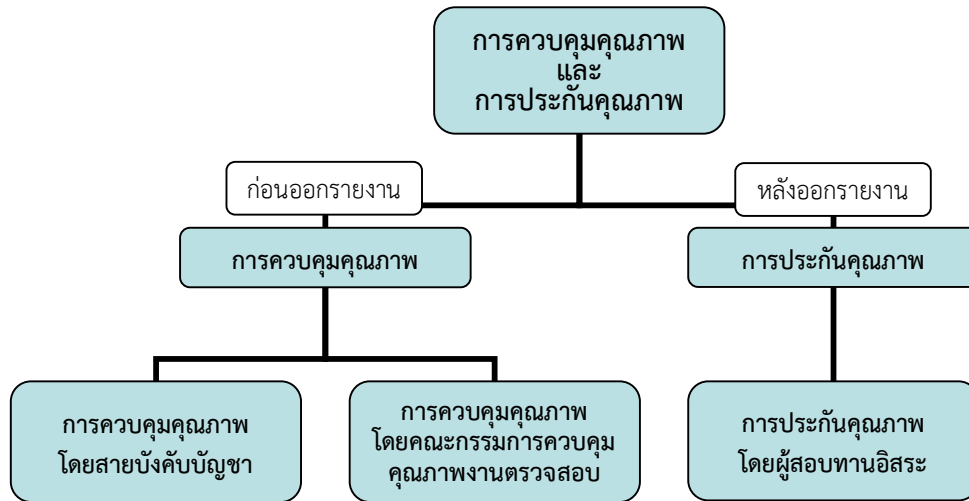 การควบคุมคุณภาพ
และ
การประกันคุณภาพ
ก่อนออกรายงาน
หลังออกรายงาน
การควบคุมคุณภาพ
การประกันคุณภาพ
การควบคุมคุณภาพ
โดยสายบังคับบัญชา
การควบคุมคุณภาพ
โดยคณะกรรมการควบคุม
คุณภาพงานตรวจสอบ
การประกันคุณภาพ
โดยผู้สอบทานอิสระ